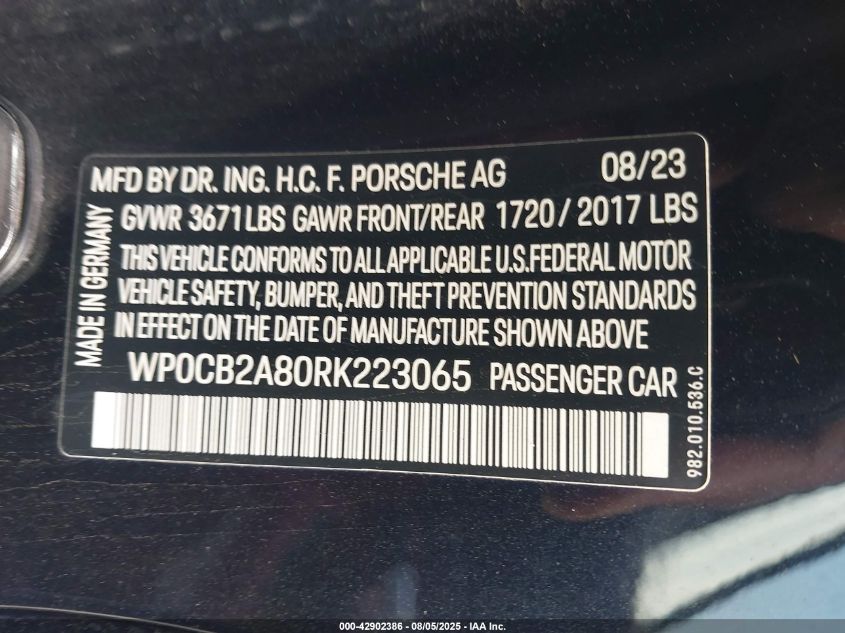 MFD BY DR. ING. H.C. F. PORSCHE AG 08/23
GVWR 3671 LBS GAWR FRONT/REAR 1720 / 2017 LBS
THIS VEHICLE CONFORMS TO ALL APPLICABLE U.S.FEDERAL MOTOR
VEHICLE SAFETY, BUMPER, AND THEFT PREVENTION STANDARDS
IN EFFECT ON THE DATE OF MANUFACTURE SHOWN ABOVE
MADE IN GERMANY
WP0CB2A80RK223065 PASSENGER CAR
982.010.536.C
000-42902386 - 08/05/2025 - IAA Inc.